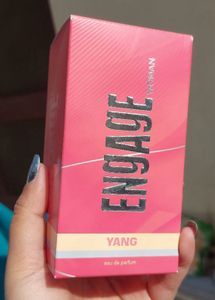 ENGAGE
WOMAN
YANG
eau de parfum